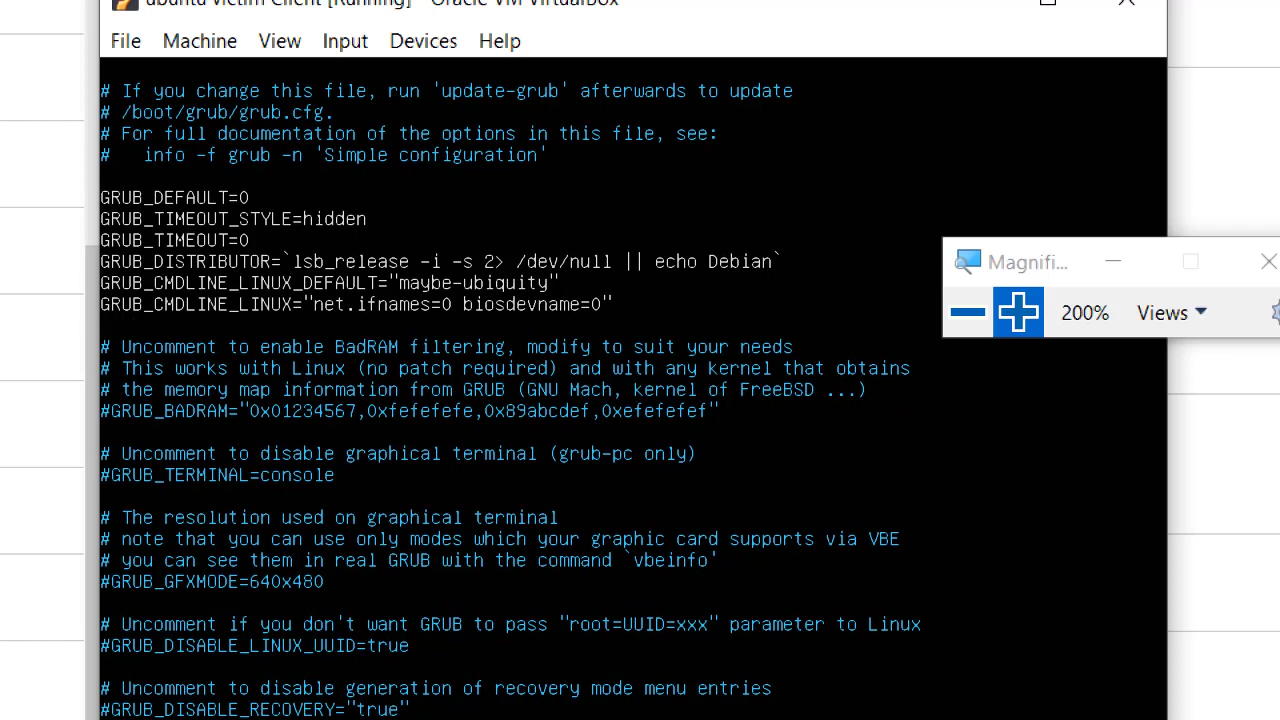 ubuntu victim Client [Running] - Oracle VM VirtualBox
File Machine View Input Devices Help
# If you change this file, run 'update-grub' afterwards to update
# /boot/grub/grub.cfg.
# For full documentation of the options in this file, see:
#   info -f grub -n 'Simple configuration'
GRUB_DEFAULT=0
GRUB_TIMEOUT_STYLE=hidden
GRUB_TIMEOUT=0
GRUB_DISTRIBUTOR=`lsb_release -i -s 2> /dev/null || echo Debian`
GRUB_CMDLINE_LINUX_DEFAULT="maybe-ubiquity"
GRUB_CMDLINE_LINUX="net.ifnames=0 biosdevname=0"
Magnifi...
200% Views
# Uncomment to enable BadRAM filtering, modify to suit your needs
# This works with Linux (no patch required) and with any kernel that obtains
# the memory map information from GRUB (GNU Mach, kernel of FreeBSD ...)
#GRUB_BADRAM="0x01234567,0xfefefefe,0x89abcdef,0xefefefef"
# Uncomment to disable graphical terminal (grub-pc only)
#GRUB_TERMINAL=console
# The resolution used on graphical terminal
# note that you can use only modes which your graphic card supports via VBE
# you can see them in real GRUB with the command `vbeinfo'
#GRUB_GFXMODE=640x480
# Uncomment if you don't want GRUB to pass "root=UUID=xxx" parameter to Linux
#GRUB_DISABLE_LINUX_UUID=true
# Uncomment to disable generation of recovery mode menu entries
#GRUB_DISABLE_RECOVERY="true"